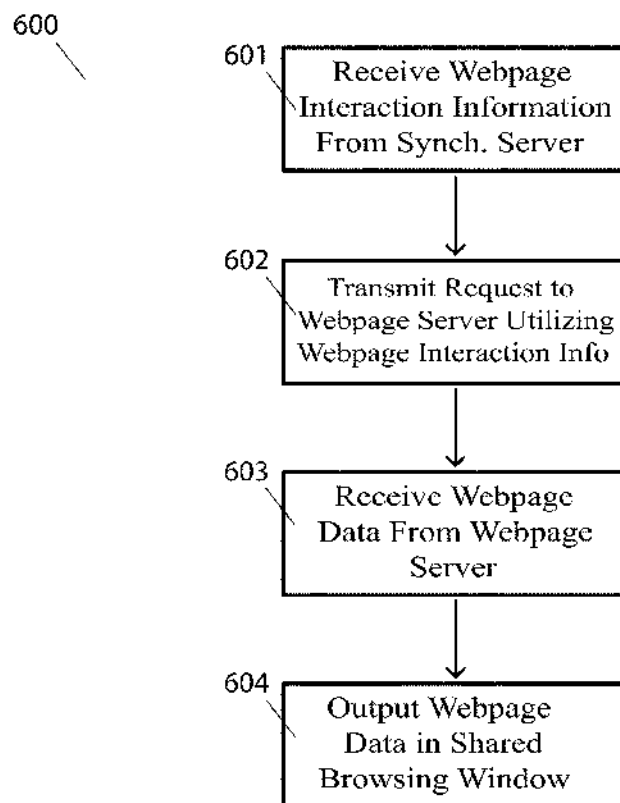 600
601
Receive Webpage
Interaction Information
From Synch. Server
602
Transmit Request to
Webpage Server Utilizing
Webpage Interaction Info
603
Receive Webpage
Data From Webpage
Server
604
Output Webpage
Data in Shared
Browsing Window